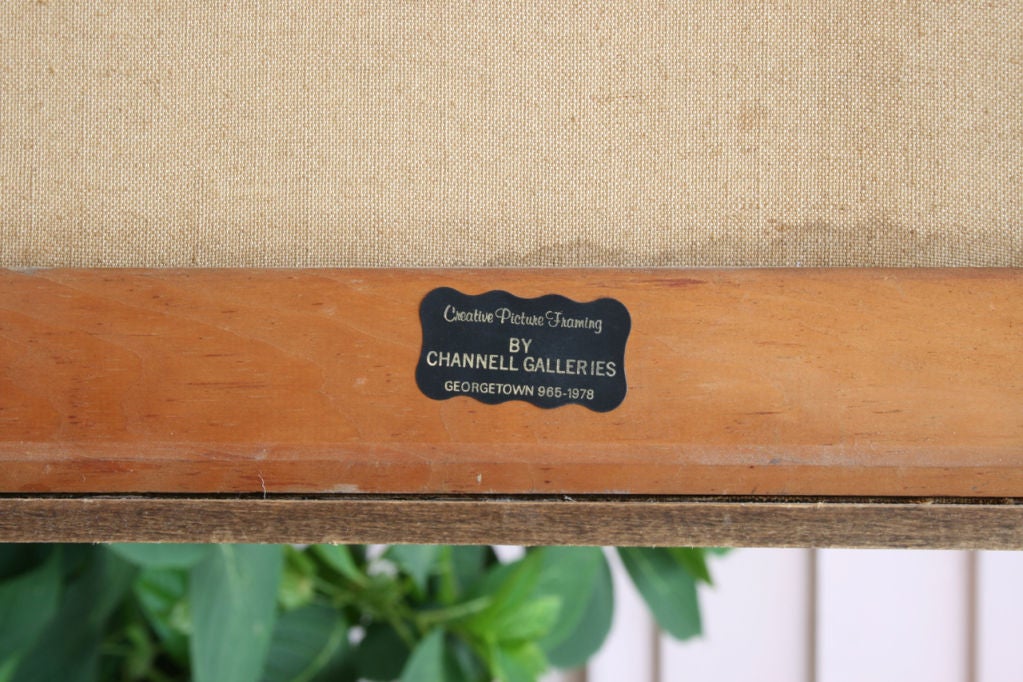 Creative Picture Framing
BY
CHANNELL GALLERIES
GEORGETOWN 965-1978